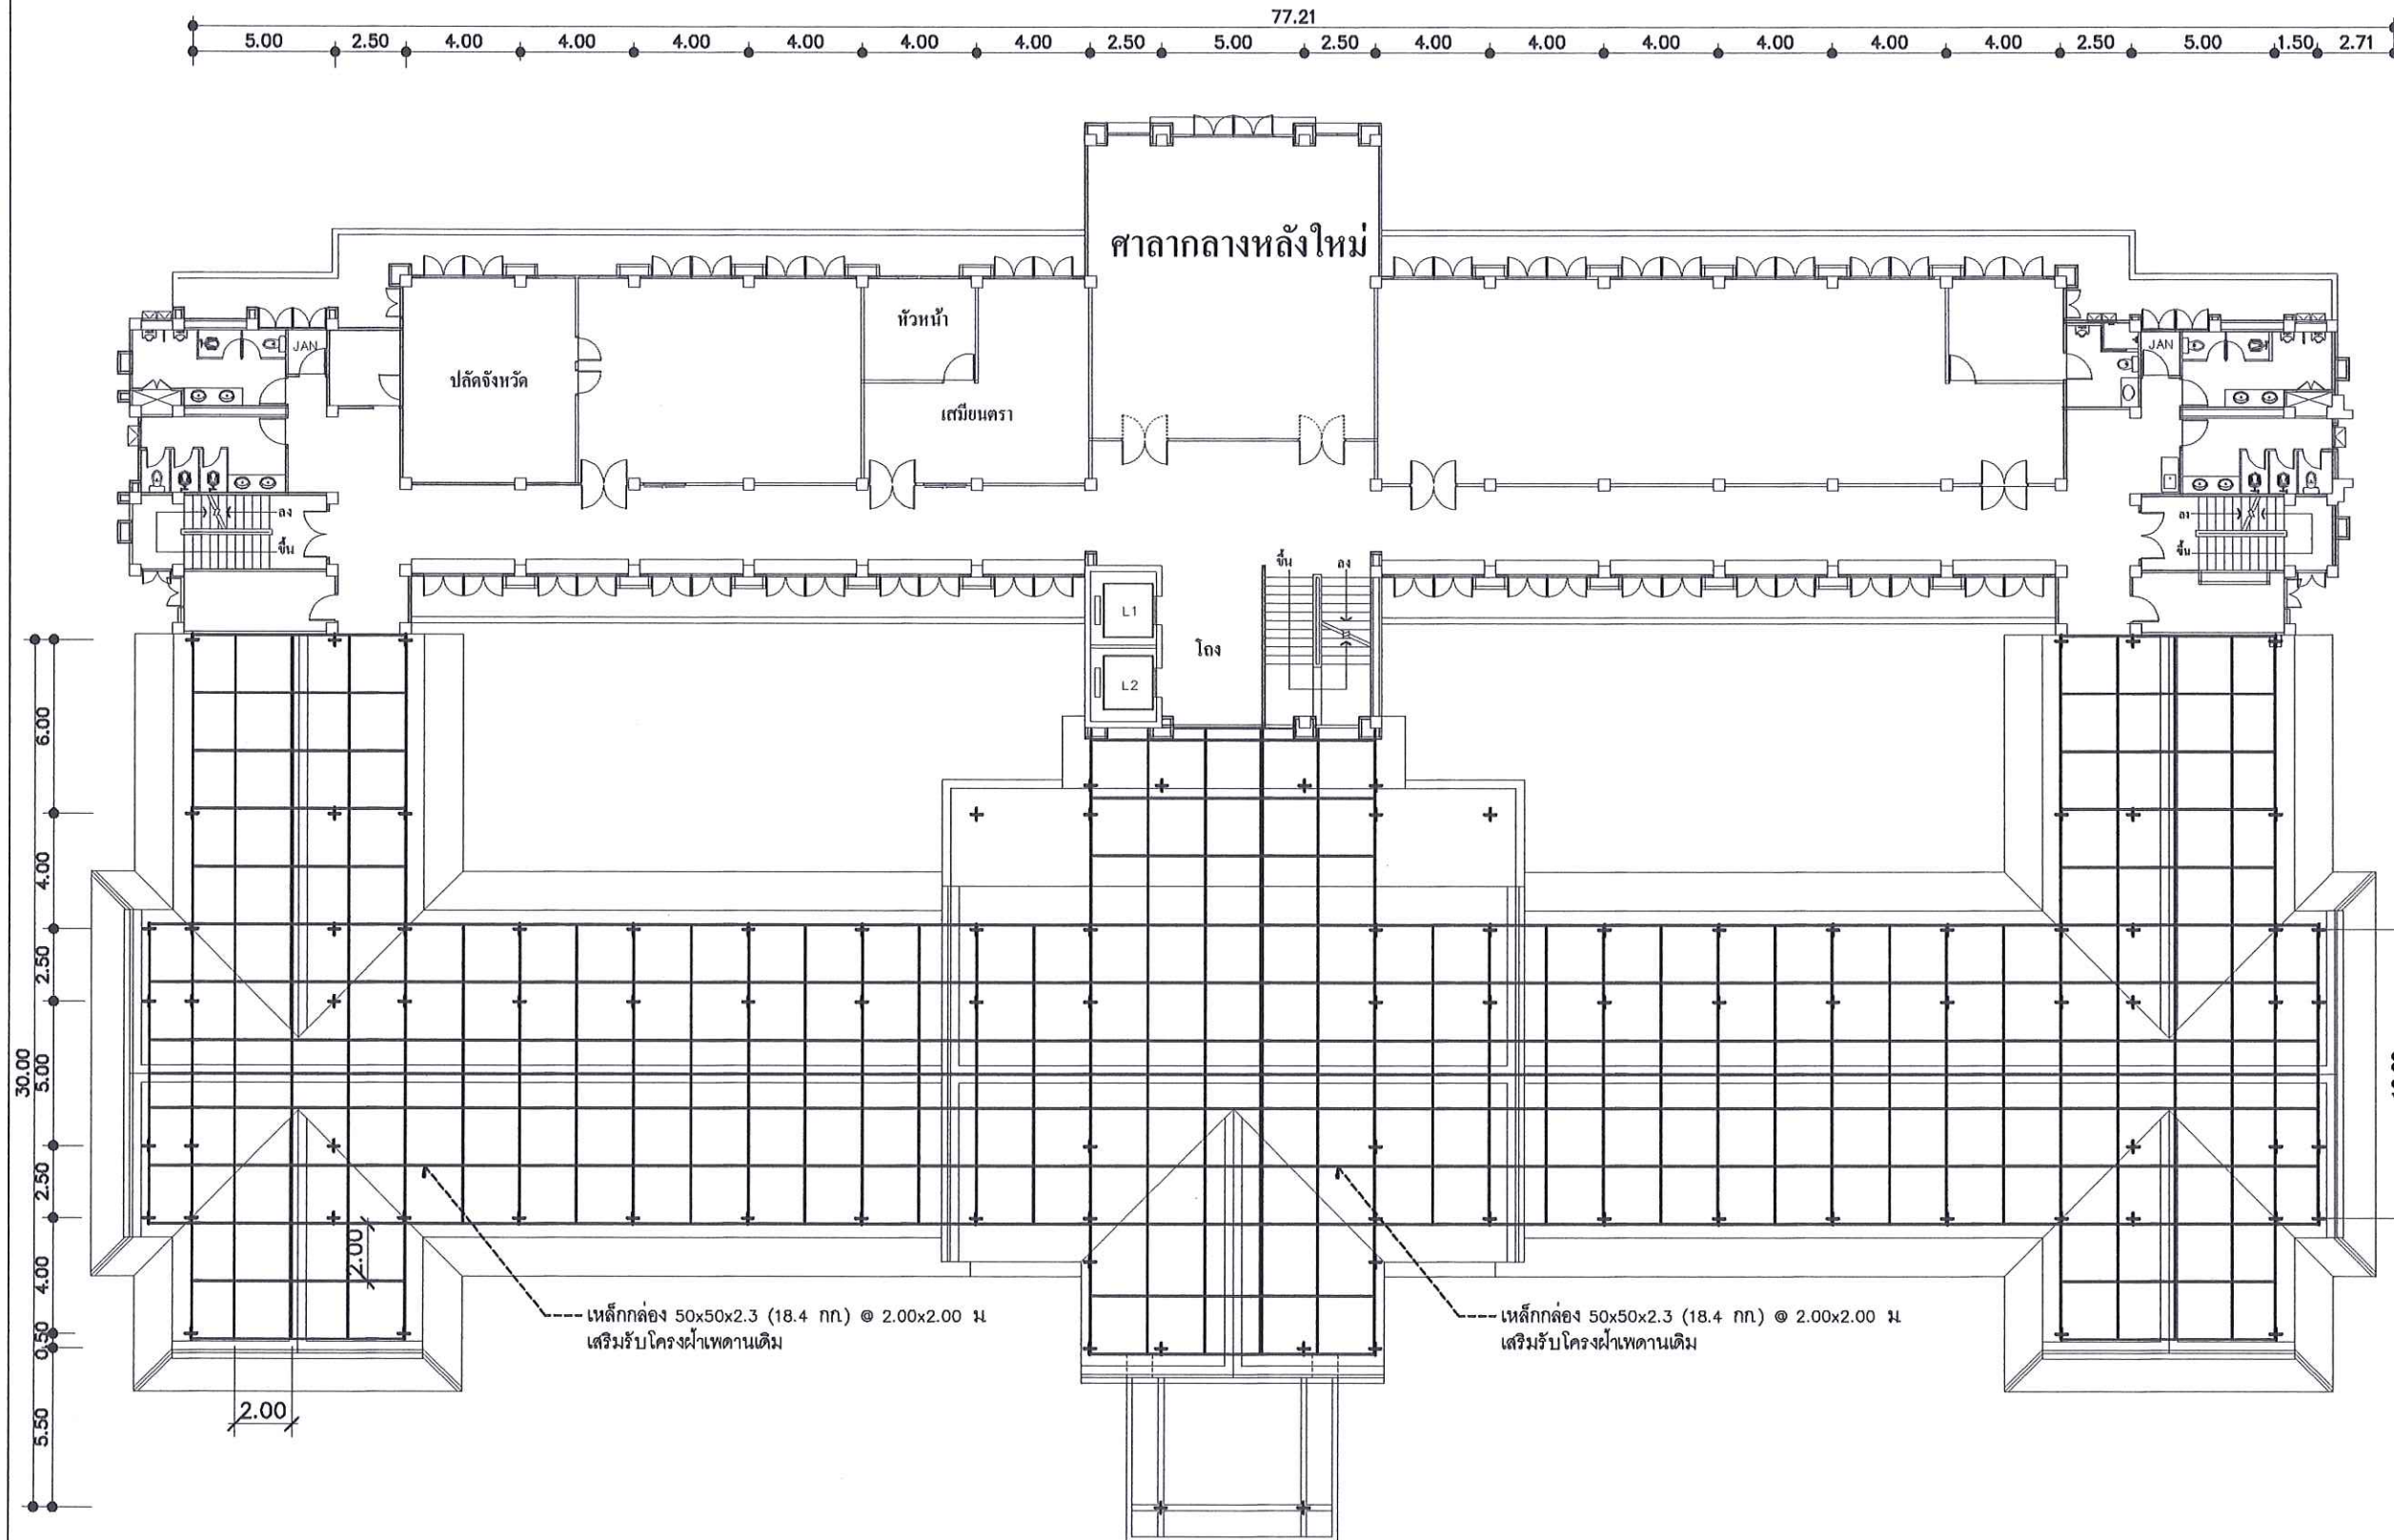 77.21
5.00 2.50 4.00 4.00 4.00 4.00 4.00 4.00 2.50 5.00 2.50 4.00 4.00 4.00 4.00 4.00 4.00 2.50 5.00 1.50 2.71
ศาลากลางหลังใหม่
หัวหน้า
JAN
JAN
ปลัดจังหวัด
เสมียนตรา
ลง
ขึ้น
ขึ้น
ลง
ลง
ขึ้น
L1
โถง
L2
6.00
4.00
2.50
30.00
5.00
2.50
4.00
0.50
5.50
2.00
2.00
เหล็กกล่อง 50x50x2.3 (18.4 กก.) @ 2.00x2.00 ม
เสริมรับโครงฝ้าเพดานเดิม
เหล็กกล่อง 50x50x2.3 (18.4 กก.) @ 2.00x2.00 ม
เสริมรับโครงฝ้าเพดานเดิม